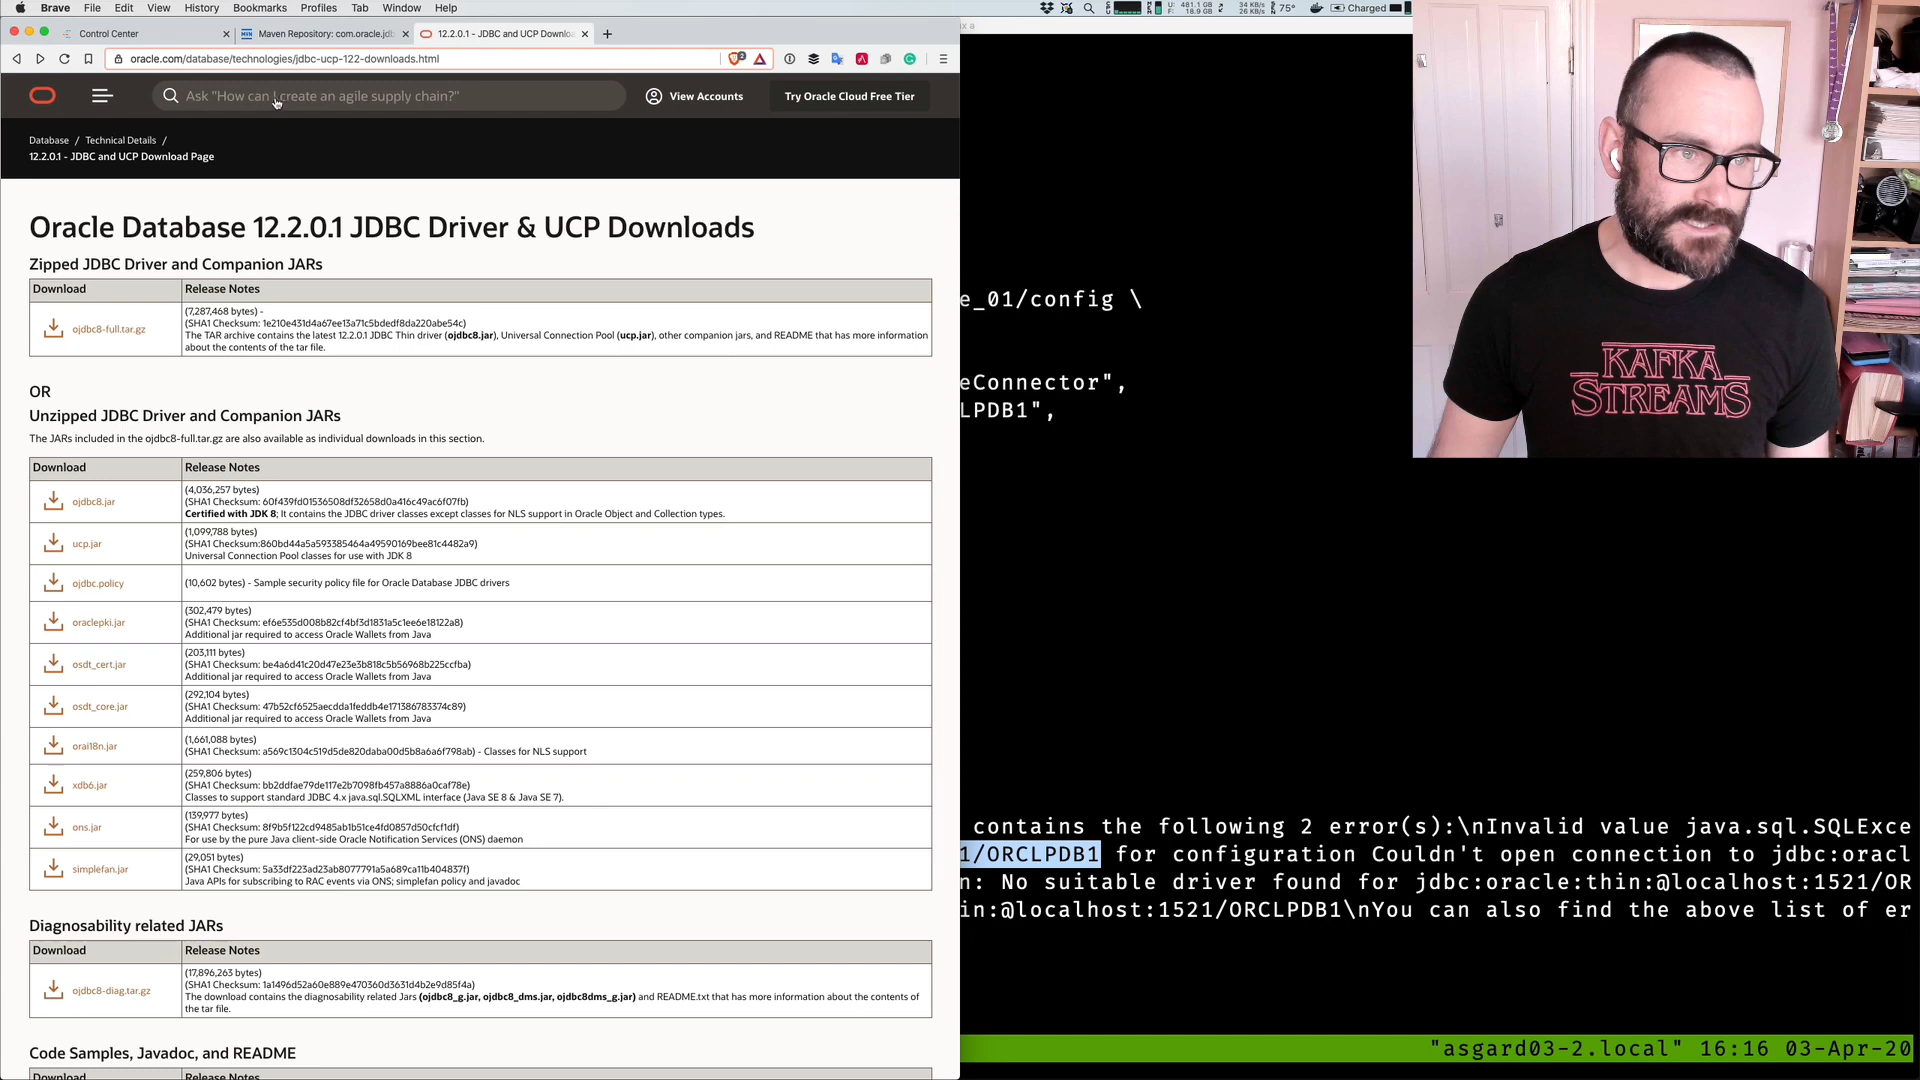 Brave File Edit View History Bookmarks Profiles Tab Window Help
U: 481.1 GB
F: 18.9 GB
34 KB/s
26 KB/s
75°
Charged
Control Center
Maven Repository: com.oracle.jdb
12.2.0.1 - JDBC and UCP Downloa
oracle.com/database/technologies/jdbc-ucp-122-downloads.html
Ask "How can I create an agile supply chain?"
View Accounts
Try Oracle Cloud Free Tier
Database / Technical Details /
12.2.0.1 - JDBC and UCP Download Page
Oracle Database 12.2.0.1 JDBC Driver & UCP Downloads
Zipped JDBC Driver and Companion JARs
Download Release Notes
ojdbc8-full.tar.gz
(7,287,468 bytes) -
(SHA1 Checksum: 1e210e431d4a67ee13a71c5bdedf8da220abe54c)
The TAR archive contains the latest 12.2.0.1 JDBC Thin driver (ojdbc8.jar), Universal Connection Pool (ucp.jar), other companion jars, and README that has more information
about the contents of the tar file.
OR
Unzipped JDBC Driver and Companion JARs
The JARs included in the ojdbc8-full.tar.gz are also available as individual downloads in this section.
Download Release Notes
ojdbc8.jar
(4,036,257 bytes)
(SHA1 Checksum: 60f439fd01536508df32658d0a416c49ac6f07fb)
Certified with JDK 8; It contains the JDBC driver classes except classes for NLS support in Oracle Object and Collection types.
ucp.jar
(1,099,788 bytes)
(SHA1 Checksum:860bd44a5a593385464a49590169bee81c4482a9)
Universal Connection Pool classes for use with JDK 8
ojdbc.policy
(10,602 bytes) - Sample security policy file for Oracle Database JDBC drivers
oraclepki.jar
(302,479 bytes)
(SHA1 Checksum: ef6e535d008b82cf4bf3d1831a5c1ee6e18122a8)
Additional jar required to access Oracle Wallets from Java
osdt_cert.jar
(203,111 bytes)
(SHA1 Checksum: be4a6d41c20d47e23e3b818c5b56968b225ccfba)
Additional jar required to access Oracle Wallets from Java
osdt_core.jar
(292,104 bytes)
(SHA1 Checksum: 47b52cf6525aecdda1feddb4e171386783374c89)
Additional jar required to access Oracle Wallets from Java
orai18n.jar
(1,661,088 bytes)
(SHA1 Checksum: a569c1304c519d5de820daba00d5b8a6a6f798ab) - Classes for NLS support
xdb6.jar
(259,806 bytes)
(SHA1 Checksum: bb2ddfae79de117e2b7098fb457a8886a0caf78e)
Classes to support standard JDBC 4.x java.sql.SQLXML interface (Java SE 8 & Java SE 7).
ons.jar
(139,977 bytes)
(SHA1 Checksum: 8f9b5f122cd9485ab1b51ce4fd0857d50cfcf1df)
For use by the pure Java client-side Oracle Notification Services (ONS) daemon
simplefan.jar
(29,051 bytes)
(SHA1 Checksum: 5a33df223ad23ab8077791a5a689ca11b404837f)
Java APIs for subscribing to RAC events via ONS; simplefan policy and javadoc
Diagnosability related JARs
Download Release Notes
ojdbc8-diag.tar.gz
(17,896,263 bytes)
(SHA1 Checksum: 1a1496d52a60e889e470360d3631d4b2e9d85f4a)
The download contains the diagnosability related Jars (ojdbc8_g.jar, ojdbc8_dms.jar, ojdbc8dms_g.jar) and README.txt that has more information about the contents of
the tar file.
Code Samples, Javadoc, and README
Download Release Notes
e_01/config \
eConnector",
LPDB1",
contains the following 2 error(s):\nInvalid value java.sql.SQLExce
1/ORCLPDB1 for configuration Couldn't open connection to jdbc:oracl
n: No suitable driver found for jdbc:oracle:thin:@localhost:1521/OR
in:@localhost:1521/ORCLPDB1\nYou can also find the above list of er
"asgard03-2.local" 16:16 03-Apr-20
KAFKA
STREAMS